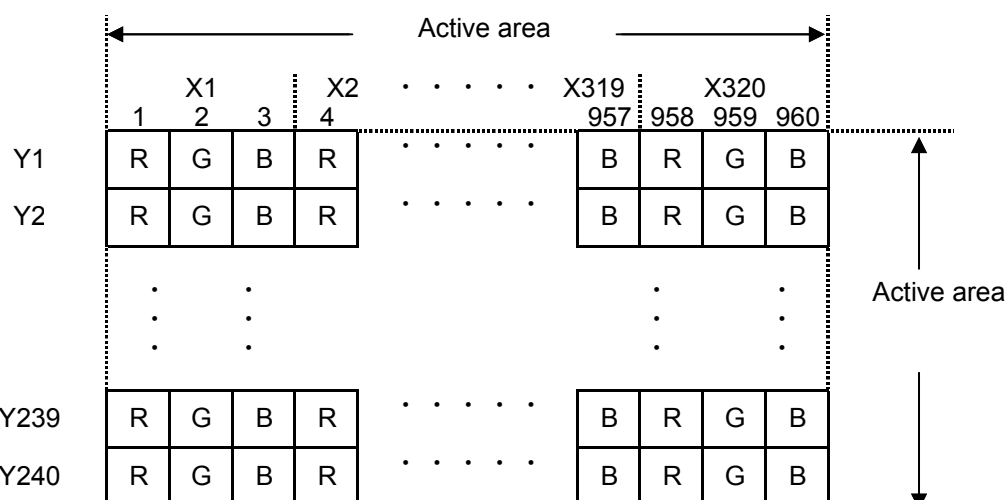 Active area
X1 X2 · · · · · X319 X320
1 2 3 4 957 958 959 960
Y1 R G B R · · · · · B R G B
Y2 R G B R · · · · · B R G B
Active area
Y239 R G B R · · · · · B R G B
Y240 R G B R · · · · · B R G B